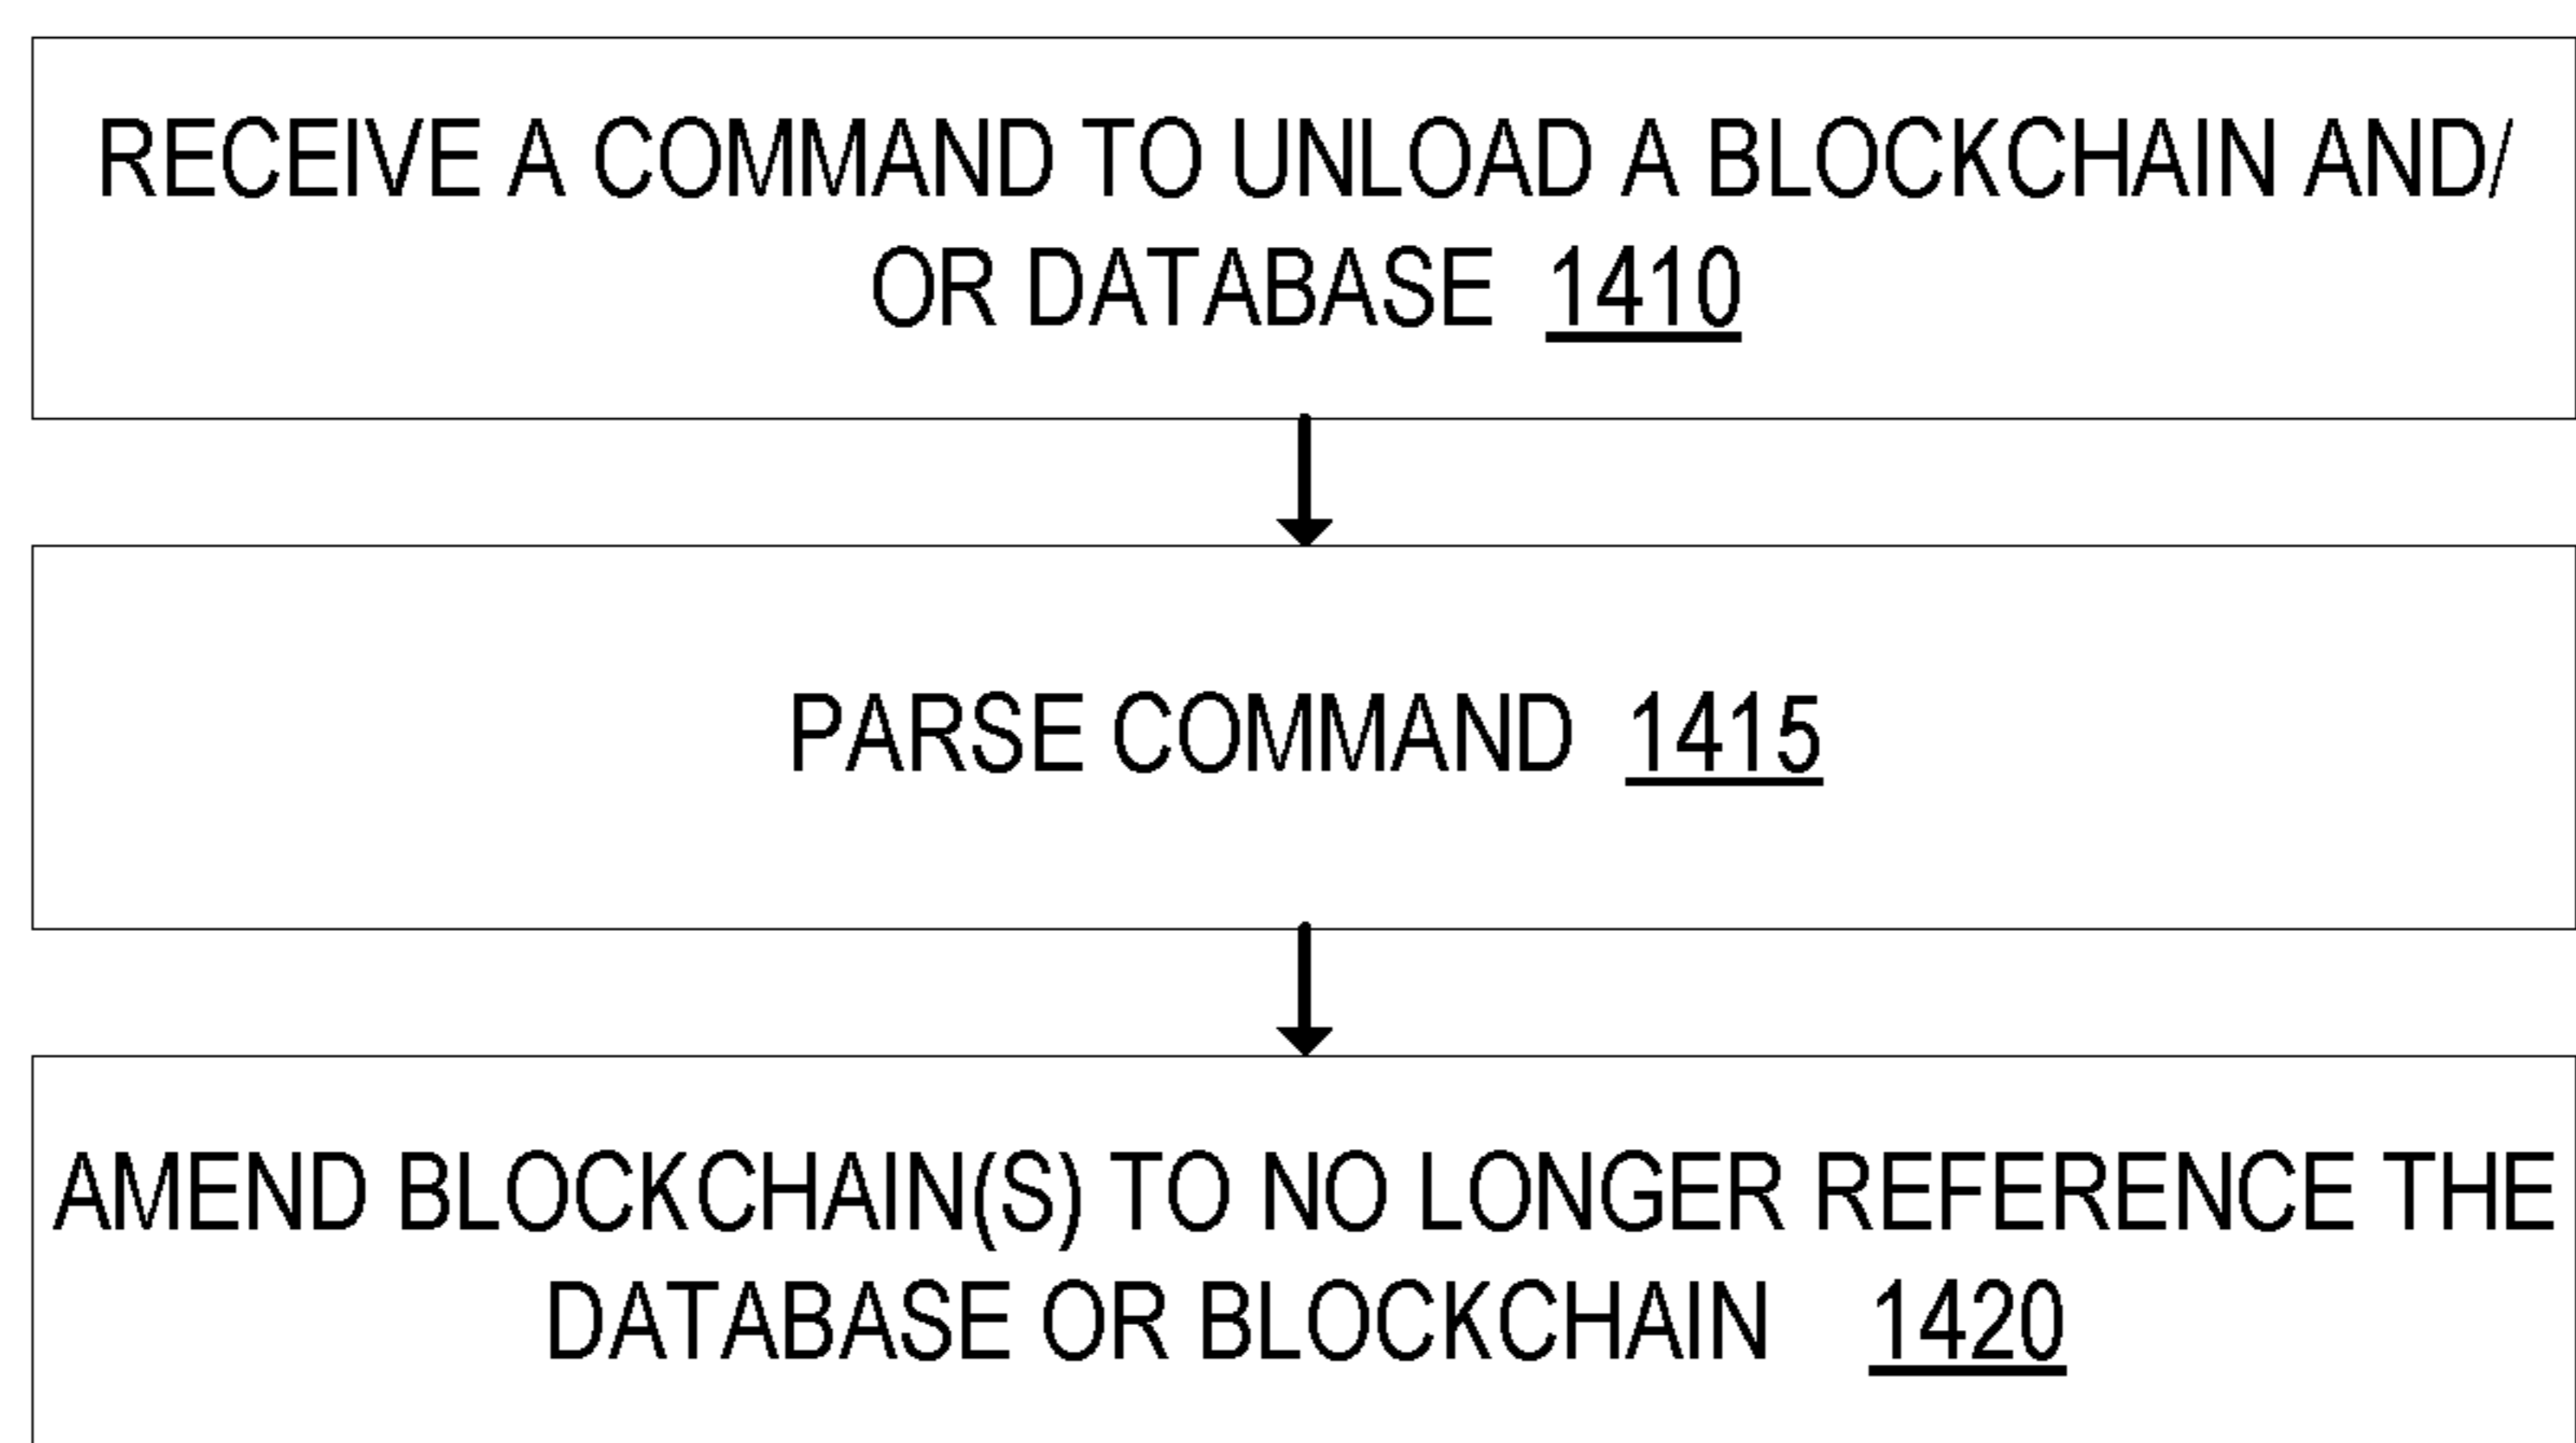 RECEIVE A COMMAND TO UNLOAD A BLOCKCHAIN AND/
OR DATABASE 1410
PARSE COMMAND 1415
AMEND BLOCKCHAIN(S) TO NO LONGER REFERENCE THE
DATABASE OR BLOCKCHAIN 1420